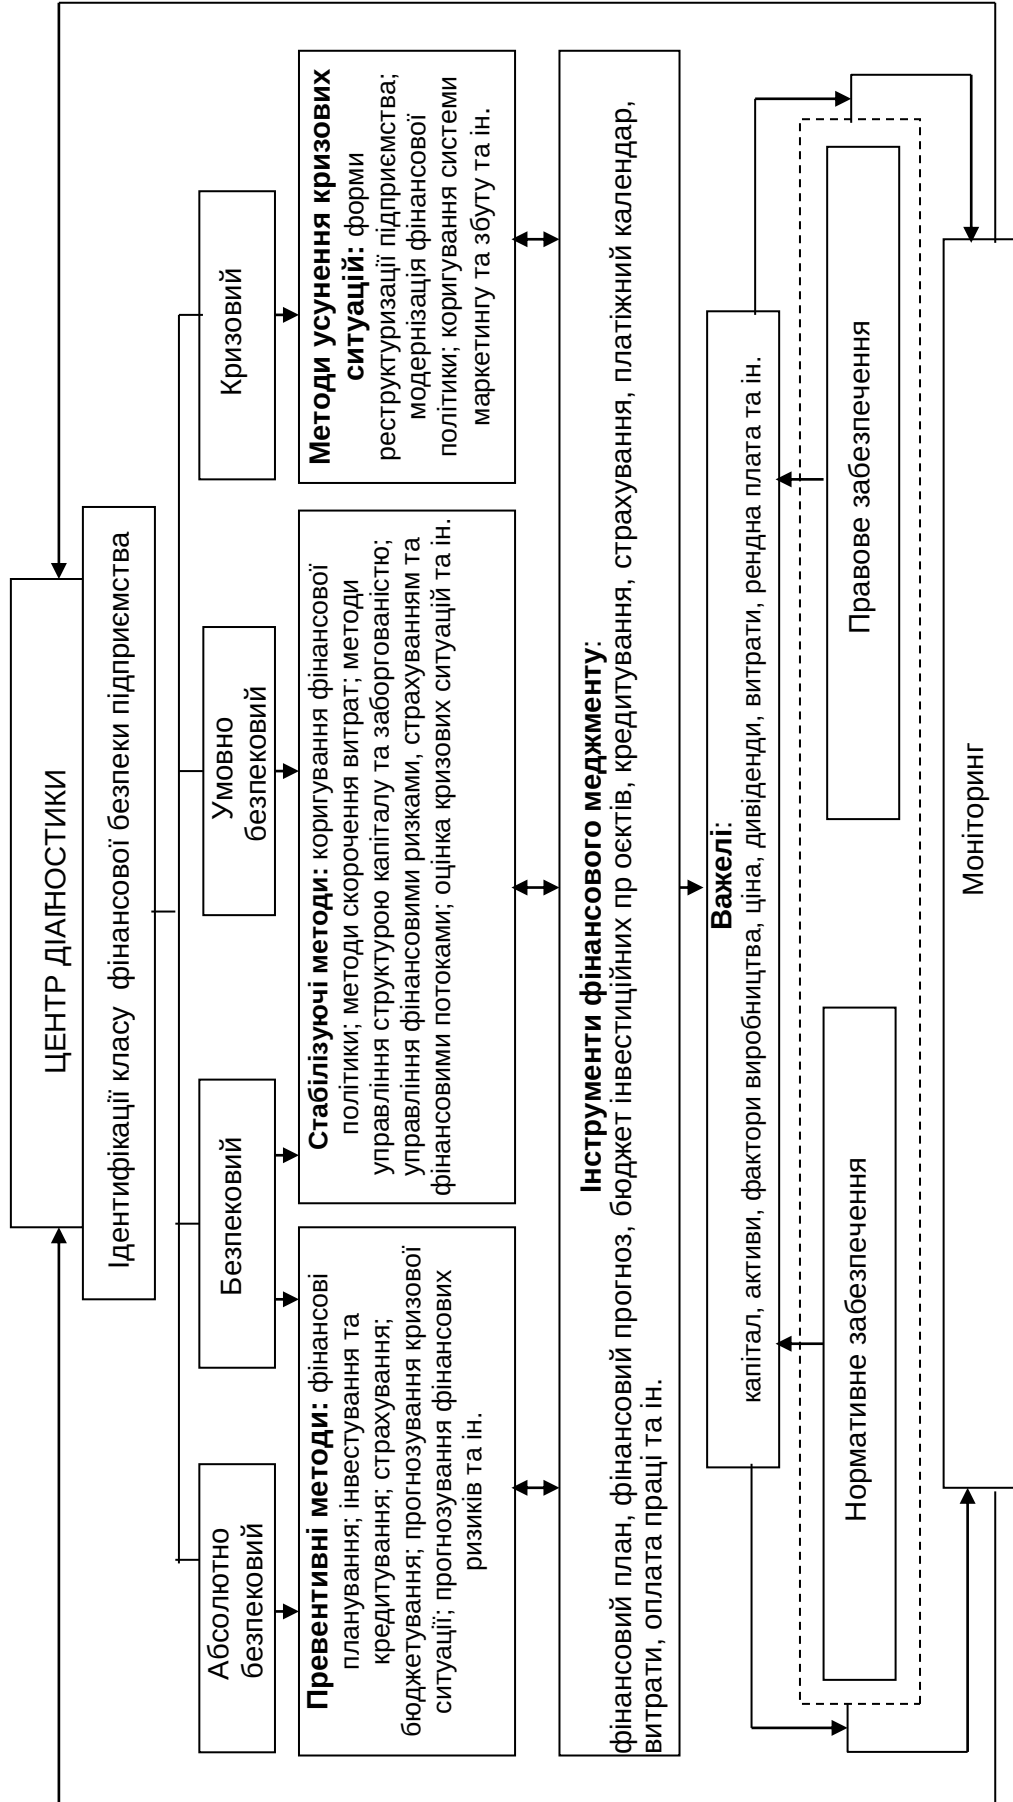 ЦЕНТР ДІАГНОСТИКИ
Ідентифікації класу фінансової безпеки підприємства
Абсолютно
безпековий
Безпековий
Умовно
безпековий
Кризовий
Превентивні методи: фінансові
планування; інвестування та
кредитування; страхування;
бюджетування; прогнозування кризової
ситуації; прогнозування фінансових
ризиків та ін.
Стабілізуючі методи: коригування фінансової
політики; методи скорочення витрат; методи
управління структурою капіталу та заборгованістю;
управління фінансовими ризками, страхуванням та
фінансовими потоками; оцінка кризових ситуацій та ін.
Методи усунення кризових
ситуацій: форми
реструктуризації підприємства;
модернізація фінансової
політики; коригування системи
маркетингу та збуту та ін.
Інструменти фінансового меджменту:
фінансовий план, фінансовий прогноз, бюджет інвестиційних пр оєктів, кредитування, страхування, платіжний календар,
витрати, оплата праці та ін.
Важелі:
капітал, активи, фактори виробництва, ціна, дивіденди, витрати, рендна плата та ін.
Нормативне забезпечення
Правове забезпечення
Моніторинг